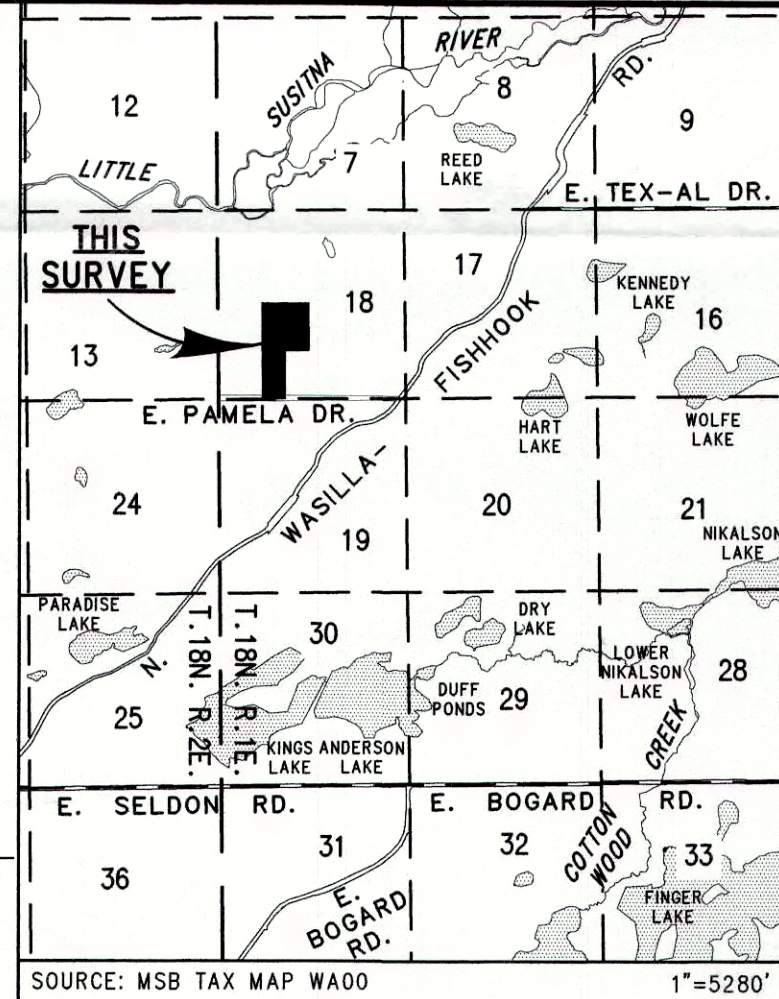 RIVER
SUSITNA
8
RD.
12
9
LITTLE
7
REED
LAKE
E. TEX-AL DR.
THIS
SURVEY
17
KENNEDY
LAKE
18
16
13
FISHHOOK
E. PAMELA DR.
HART
LAKE
WOLFE
LAKE
WASILLA-
24
20
21
19
NIKALSON
LAKE
PARADISE
LAKE
DRY
LAKE
30
T. 18N. R. 2E.
T. 18N. R. 1E.
N.
LOWER
NIKALSON
LAKE
28
DUFF
PONDS
29
25
CREEK
KINGS
LAKE
ANDERSON
LAKE
E. SELDON RD.
E. BOGARD RD.
31
32
COTTON
WOOD
33
36
E.
BOGARD
RD.
FINGER
LAKE
SOURCE: MSB TAX MAP WA00
1"=5280'